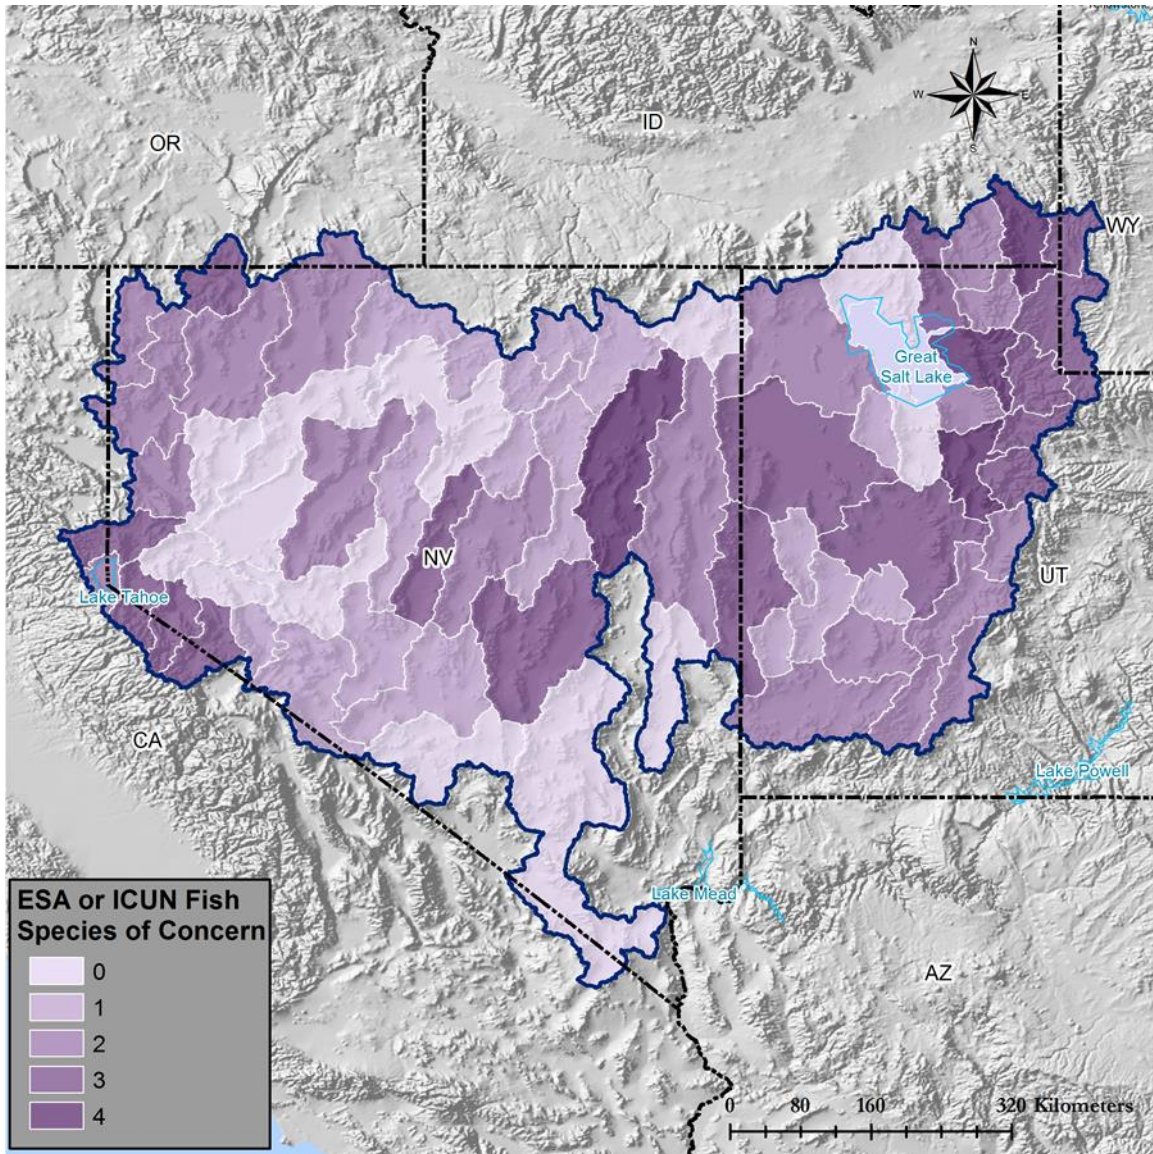 N
W
E
S
OR
ID
WY
Great
Salt Lake
NV
UT
Lake Tahoe
CA
Lake Powell
Lake Mead
AZ
ESA or ICUN Fish
Species of Concern
0
1
2
3
4
0 80 160 320 Kilometers